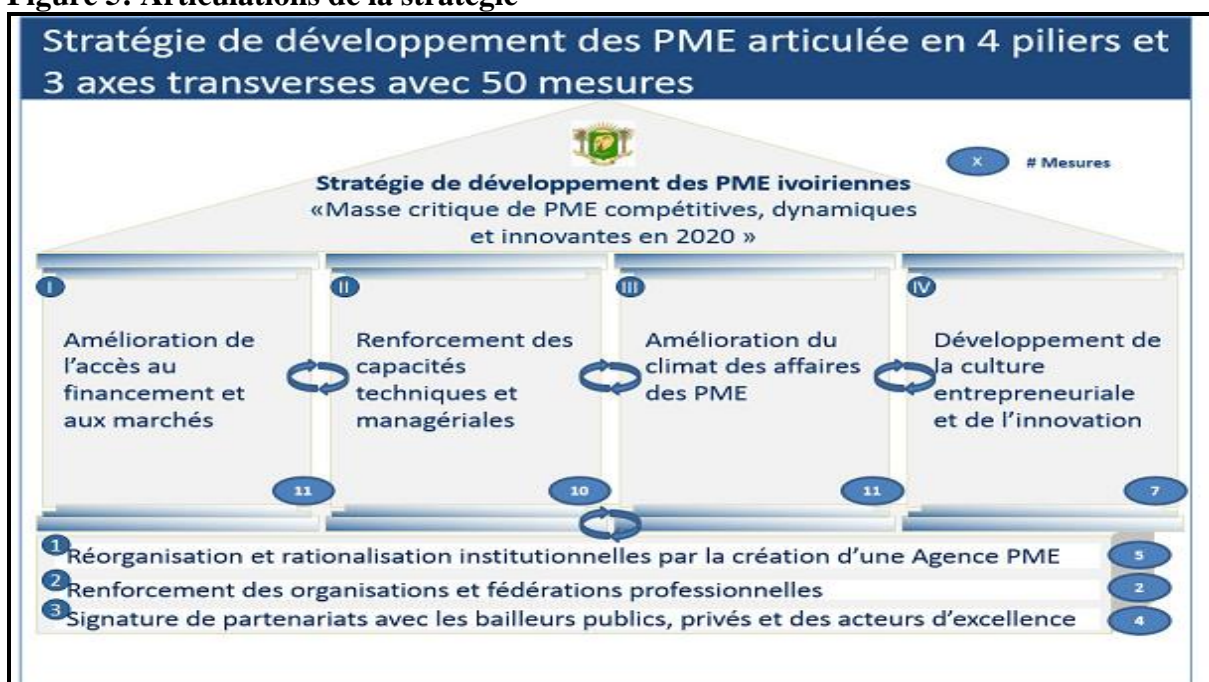 Figure 3: Articulations de la stratégie
Stratégie de développement des PME articulée en 4 piliers et
3 axes transverses avec 50 mesures
X # Mesures
Stratégie de développement des PME ivoiriennes
«Masse critique de PME compétitives, dynamiques
et innovantes en 2020 »
I
Amélioration de
l'accès au
financement et
aux marchés
11
II
Renforcement des
capacités
techniques et
managériales
10
III
Amélioration du
climat des affaires
des PME
11
IV
Développement de
la culture
entrepreneuriale
et de l'innovation
7
1 Réorganisation et rationalisation institutionnelles par la création d'une Agence PME 5
2 Renforcement des organisations et fédérations professionnelles 2
3 Signature de partenariats avec les bailleurs publics, privés et des acteurs d'excellence 4